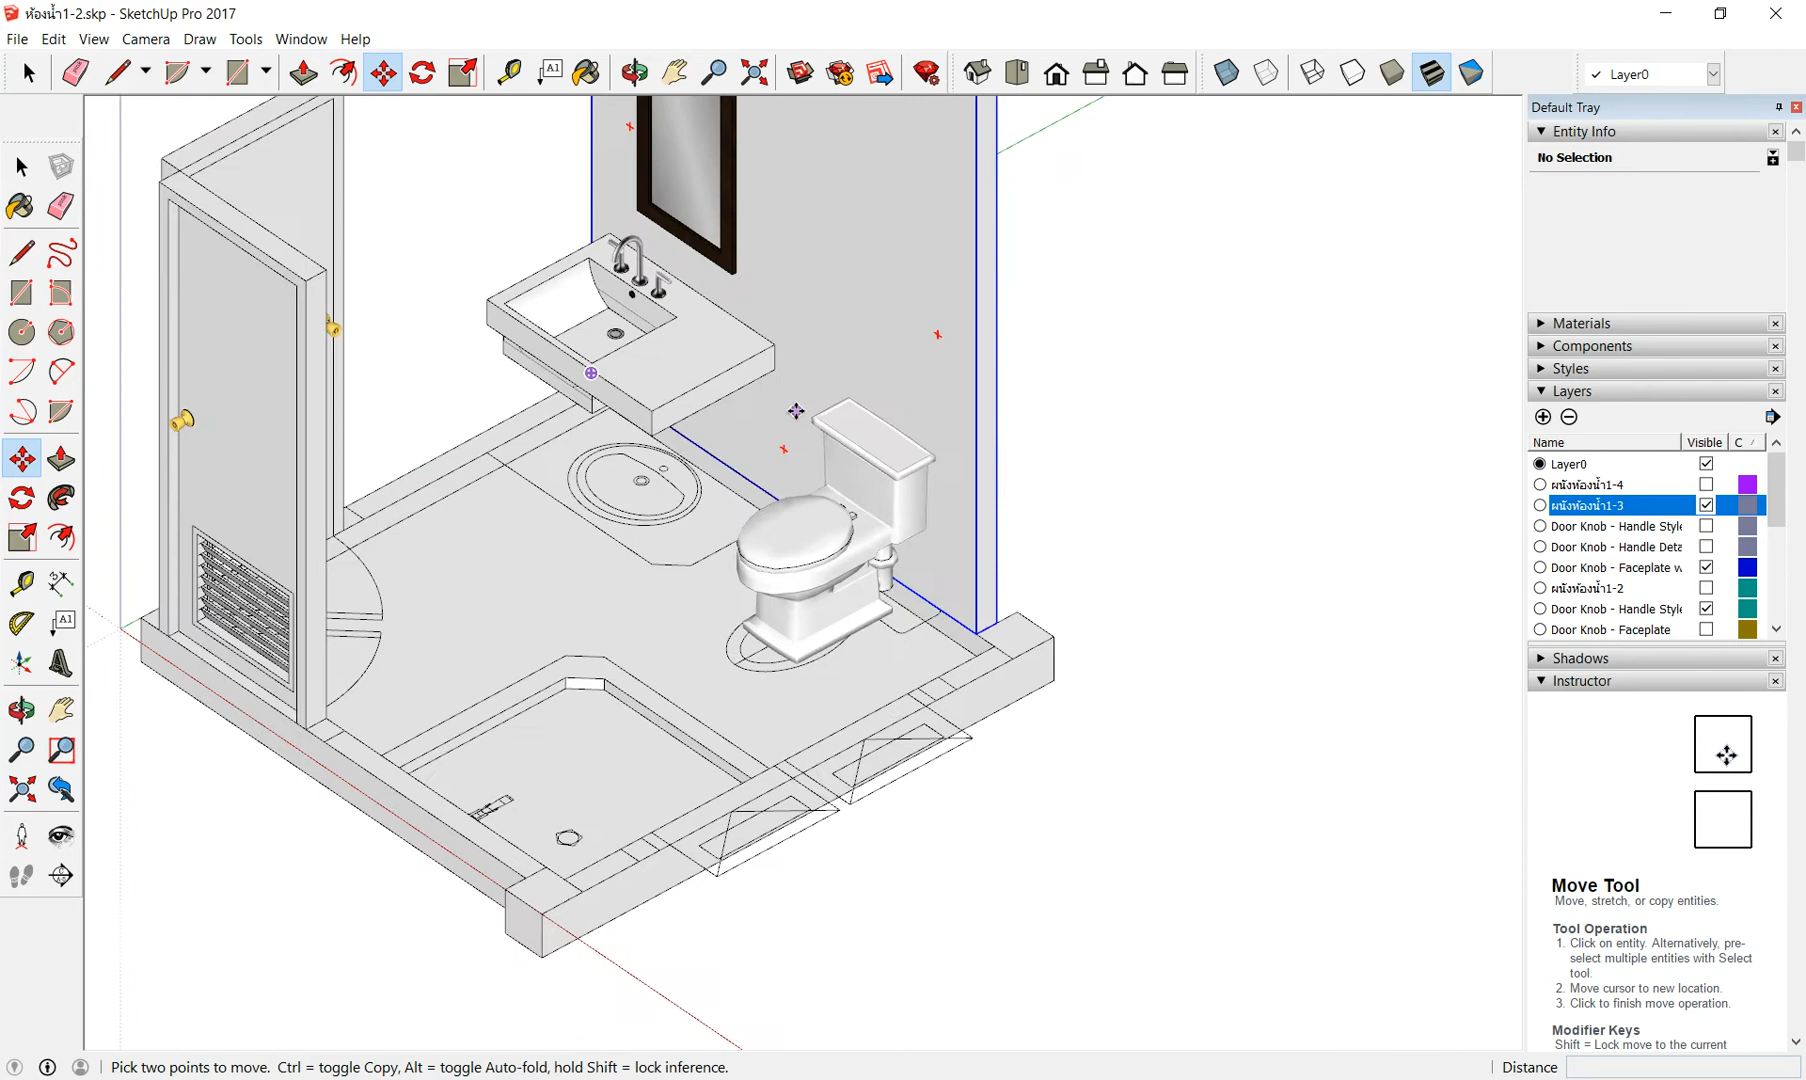 ห้องน้ำ1-2.skp - SketchUp Pro 2017
File Edit View Camera Draw Tools Window Help
A1
Layer0
Default Tray
Entity Info
No Selection
Materials
Components
Styles
Layers
Name Visible C
Layer0
ผนังห้องน้ำ1-4
ผนังห้องน้ำ1-3
Door Knob - Handle Style
Door Knob - Handle Deta
Door Knob - Faceplate w
ผนังห้องน้ำ1-2
Door Knob - Handle Style
Door Knob - Faceplate
Shadows
Instructor
A1
Move Tool
Move, stretch, or copy entities.
Tool Operation
1. Click on entity. Alternatively, pre-
select multiple entities with Select
tool.
2. Move cursor to new location.
3. Click to finish move operation.
Modifier Keys
Shift = Lock move to the current
Pick two points to move. Ctrl = toggle Copy, Alt = toggle Auto-fold, hold Shift = lock inference.
Distance